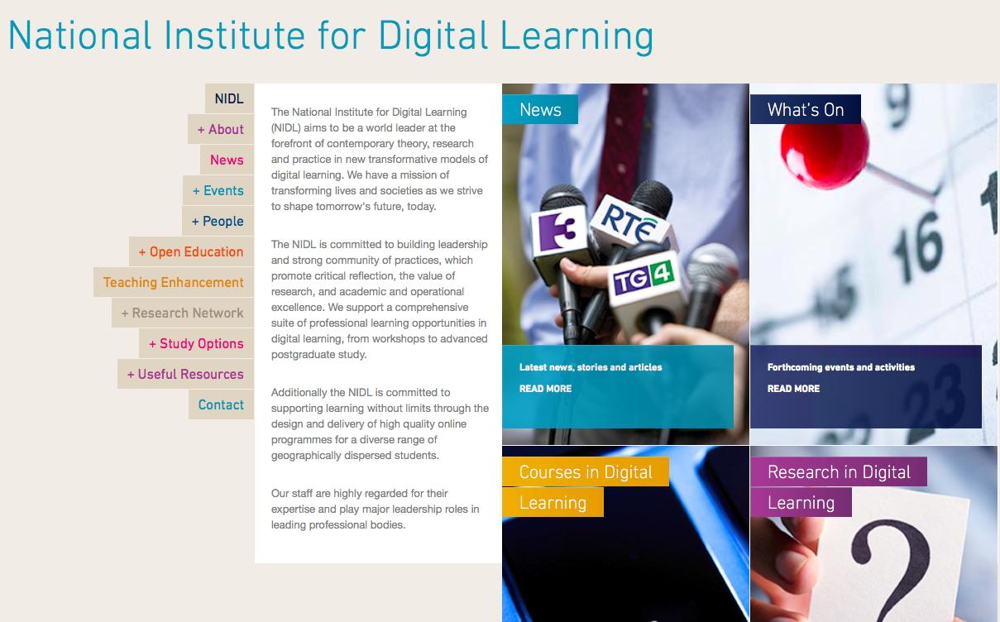 National Institute for Digital Learning
NIDL
+ About
News
+ Events
+ People
+ Open Education
Teaching Enhancement
+ Research Network
+ Study Options
+ Useful Resources
Contact
The National Institute for Digital Learning
(NIDL) aims to be a world leader at the
forefront of contemporary theory, research
and practice in new transformative models of
digital learning. We have a mission of
transforming lives and societies as we strive
to shape tomorrow's future, today.
The NIDL is committed to building leadership
and strong community of practices, which
promote critical reflection, the value of
research, and academic and operational
excellence. We support a comprehensive
suite of professional learning opportunities in
digital learning, from workshops to advanced
postgraduate study.
Additionally the NIDL is committed to
supporting learning without limits through the
design and delivery of high quality online
programmes for a diverse range of
geographically dispersed students.
Our staff are highly regarded for their
expertise and play major leadership roles in
leading professional bodies.
News
3
RTÉ
TG4
Latest news, stories and articles
READ MORE
What's On
9
16
15
23
22
Forthcoming events and activities
READ MORE
Courses in Digital
Learning
Research in Digital
Learning
?